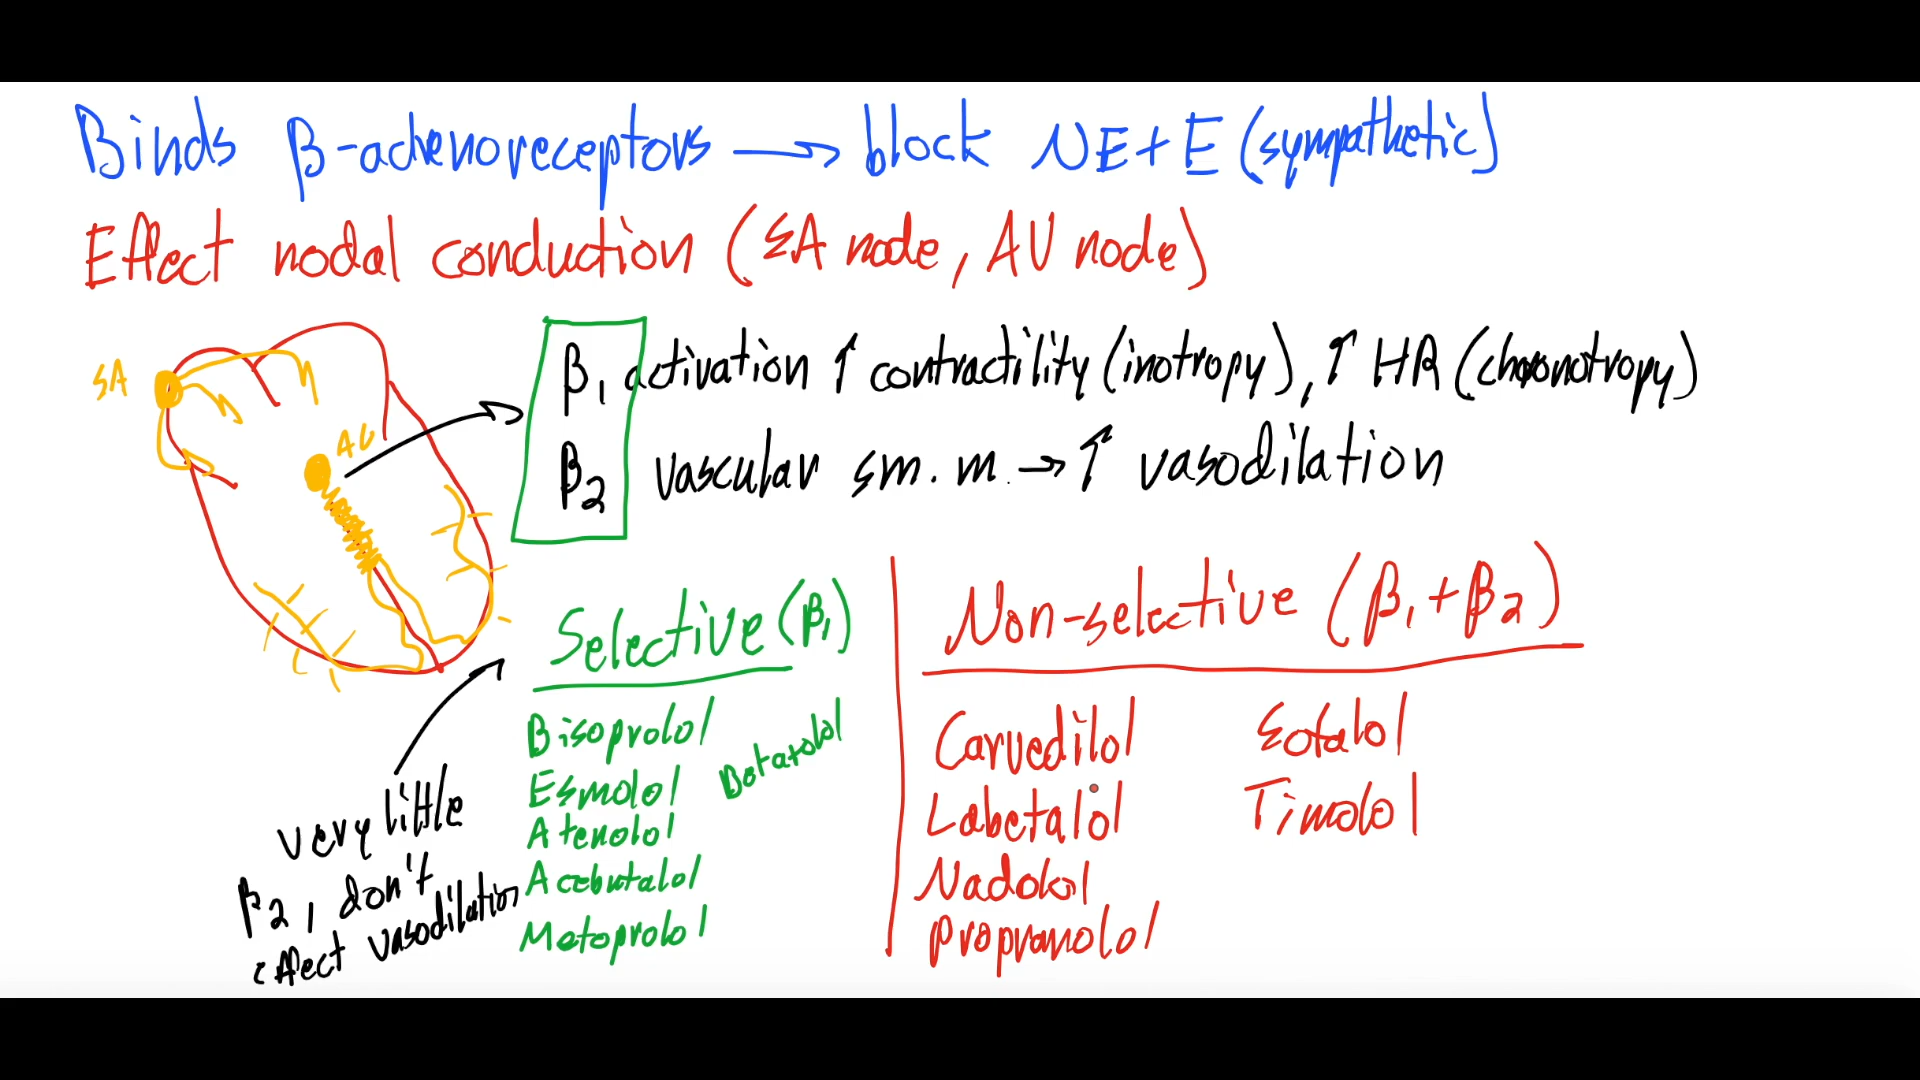 Binds β-adrenoreceptors → block NE+E (sympathetic)
Effect nodal conduction (SA node, AV node)
SA
AV
β1 activation ↑ contractility (inotropy), ↑ HR (chronotropy)
β2 vascular sm. m. → ↑ vasodilation
Selective (β1)
Bisoprolol
Betaxolol
Esmolol
Atenolol
Acebutalol
Metoprolol
very little
β2, don't
effect vasodilation
Non-selective (β1+β2)
Carvedilol
Labetalol
Nadolol
Propranolol
Sotalol
Timolol